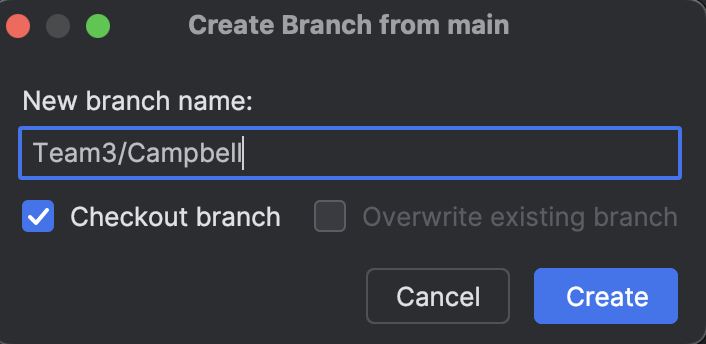 Create Branch from main
New branch name:
Team3/Campbell
Checkout branch
Overwrite existing branch
Cancel
Create